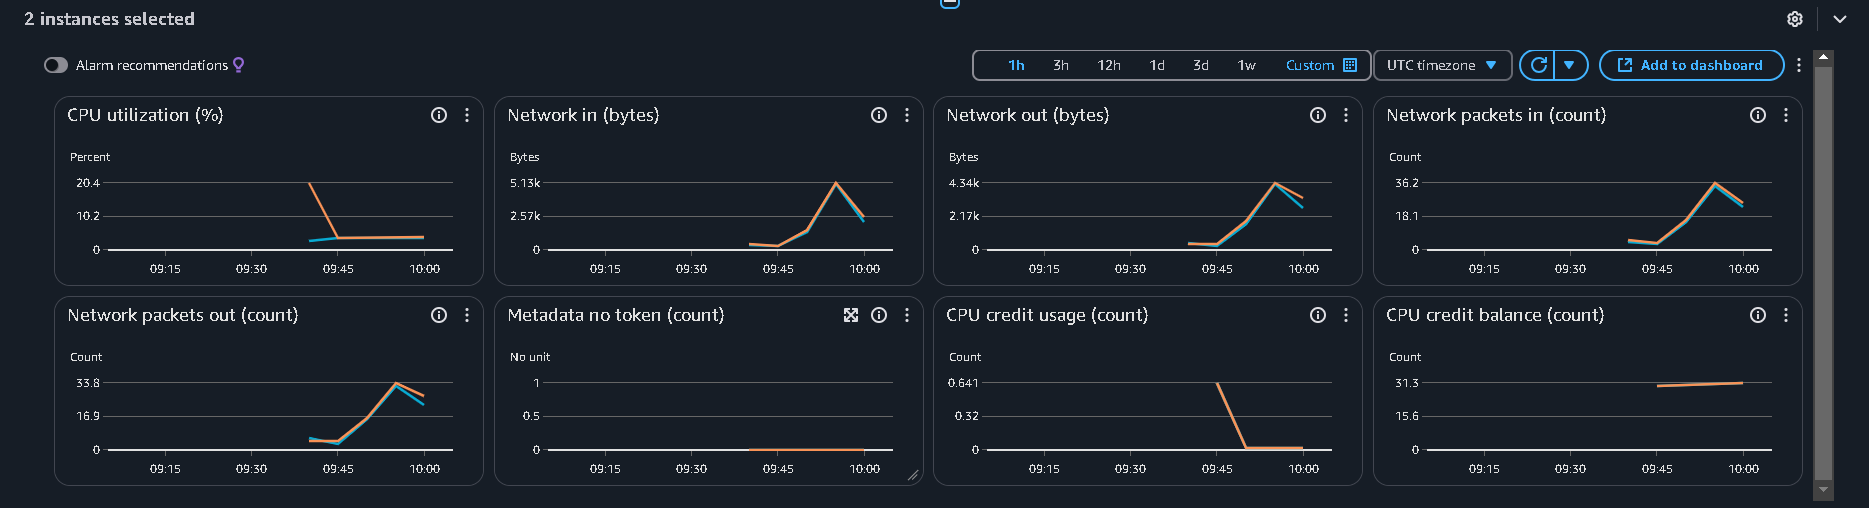 2 instances selected
Alarm recommendations
1h 3h 12h 1d 3d 1w Custom UTC timezone Add to dashboard
CPU utilization (%)
Percent
20.4
10.2
0
09:15 09:30 09:45 10:00
Network in (bytes)
Bytes
5.13k
2.57k
0
09:15 09:30 09:45 10:00
Network out (bytes)
Bytes
4.34k
2.17k
0
09:15 09:30 09:45 10:00
Network packets in (count)
Count
36.2
18.1
0
09:15 09:30 09:45 10:00
Network packets out (count)
Count
33.8
16.9
0
09:15 09:30 09:45 10:00
Metadata no token (count)
No unit
1
0.5
0
09:15 09:30 09:45 10:00
CPU credit usage (count)
Count
0.641
0.32
0
09:15 09:30 09:45 10:00
CPU credit balance (count)
Count
31.3
15.6
0
09:15 09:30 09:45 10:00